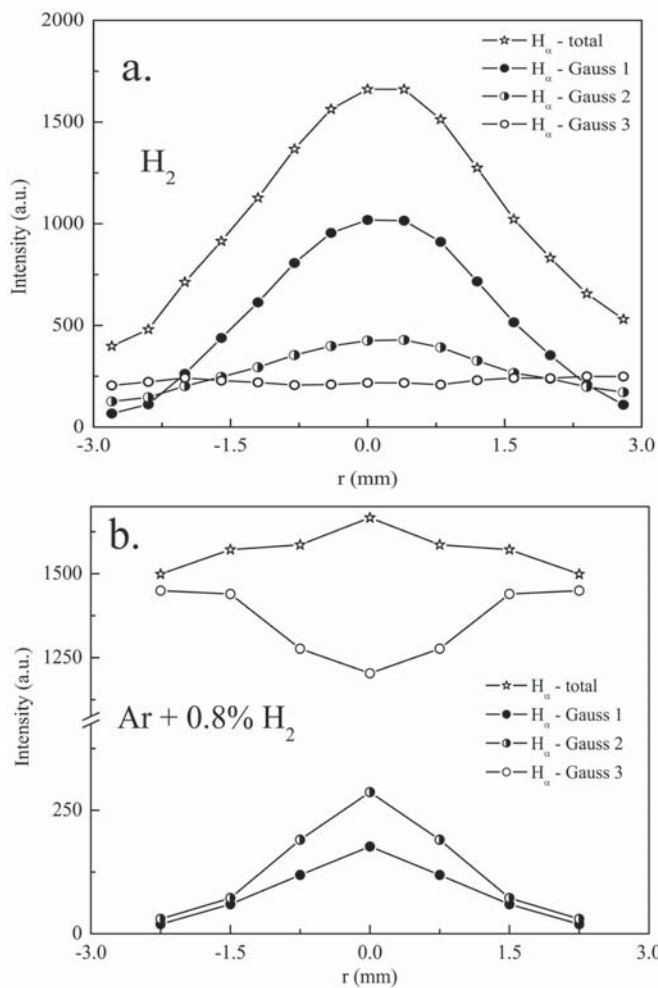 2000
a.
Hα - total
Hα - Gauss 1
Hα - Gauss 2
Hα - Gauss 3
1500
H2
1000
Intensity (a.u.)
500
0
-3.0 -1.5 0.0 1.5 3.0
r (mm)
b.
1500
1250
Hα - total
Hα - Gauss 1
Hα - Gauss 2
Hα - Gauss 3
Ar + 0.8% H2
Intensity (a.u.)
250
0
-3.0 -1.5 0.0 1.5 3.0
r (mm)